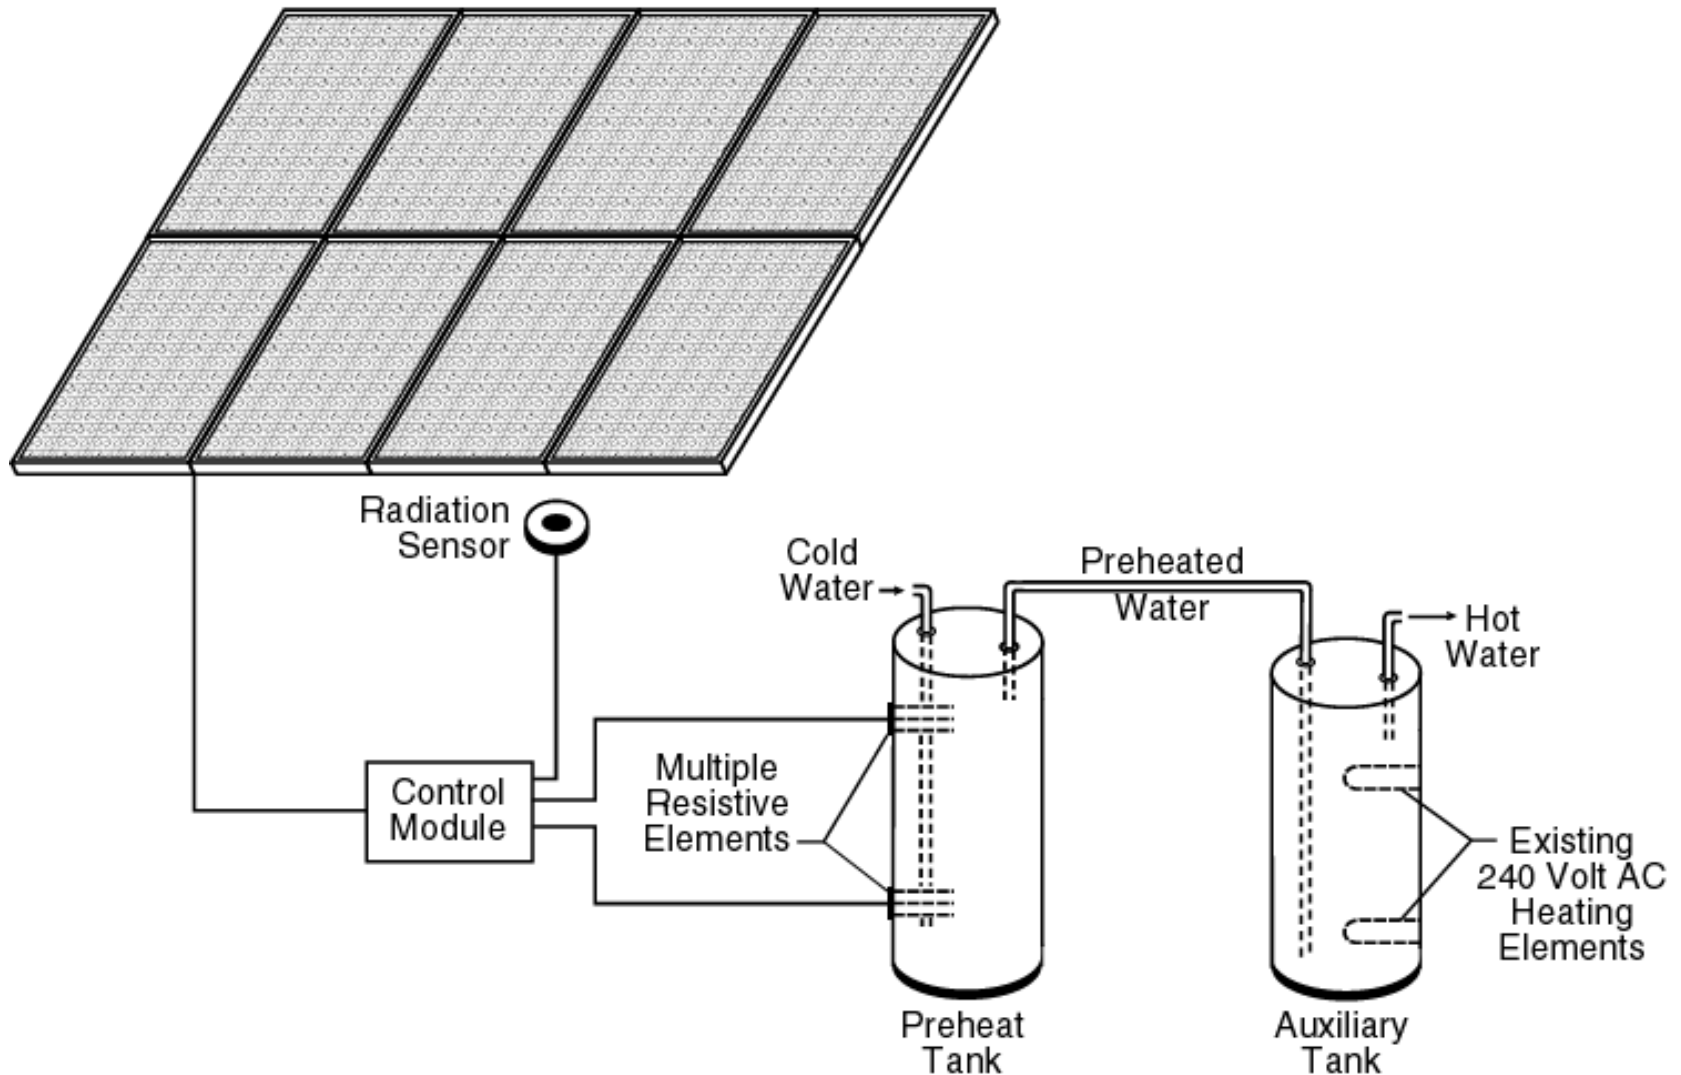 Radiation
Sensor
Cold
Water
Preheated
Water
Hot
Water
Control
Module
Multiple
Resistive
Elements
Existing
240 Volt AC
Heating
Elements
Preheat
Tank
Auxiliary
Tank